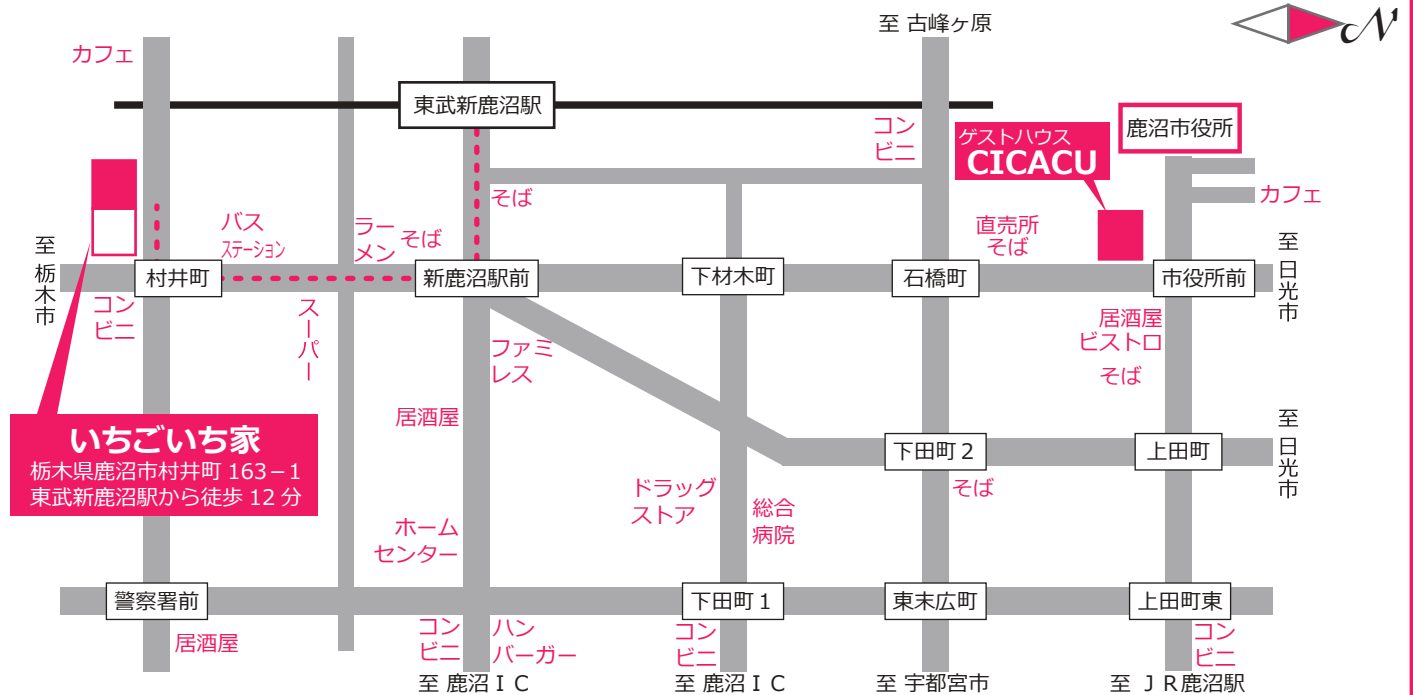 至 古峰ヶ原
N
カフェ
東武新鹿沼駅
コン
ビニ
ゲストハウス
CICACU
鹿沼市役所
カフェ
そば
バス
ステーション
ラー
メン
そば
直売所
そば
至 栃木市
村井町
新鹿沼駅前
下材木町
石橋町
市役所前
至 日光市
コン
ビニ
スーパー
ファミ
レス
居酒屋
ビストロ
そば
いちごいち家
栃木県鹿沼市村井町 163−1
東武新鹿沼駅から徒歩 12 分
居酒屋
下田町 2
上田町
至 日光市
そば
ドラッグ
ストア
総合
病院
ホーム
センター
警察署前
下田町 1
東末広町
上田町東
居酒屋
コン
ビニ
ハン
バーガー
コン
ビニ
コン
ビニ
至 鹿沼ＩＣ
至 鹿沼ＩＣ
至 宇都宮市
至 ＪＲ鹿沼駅